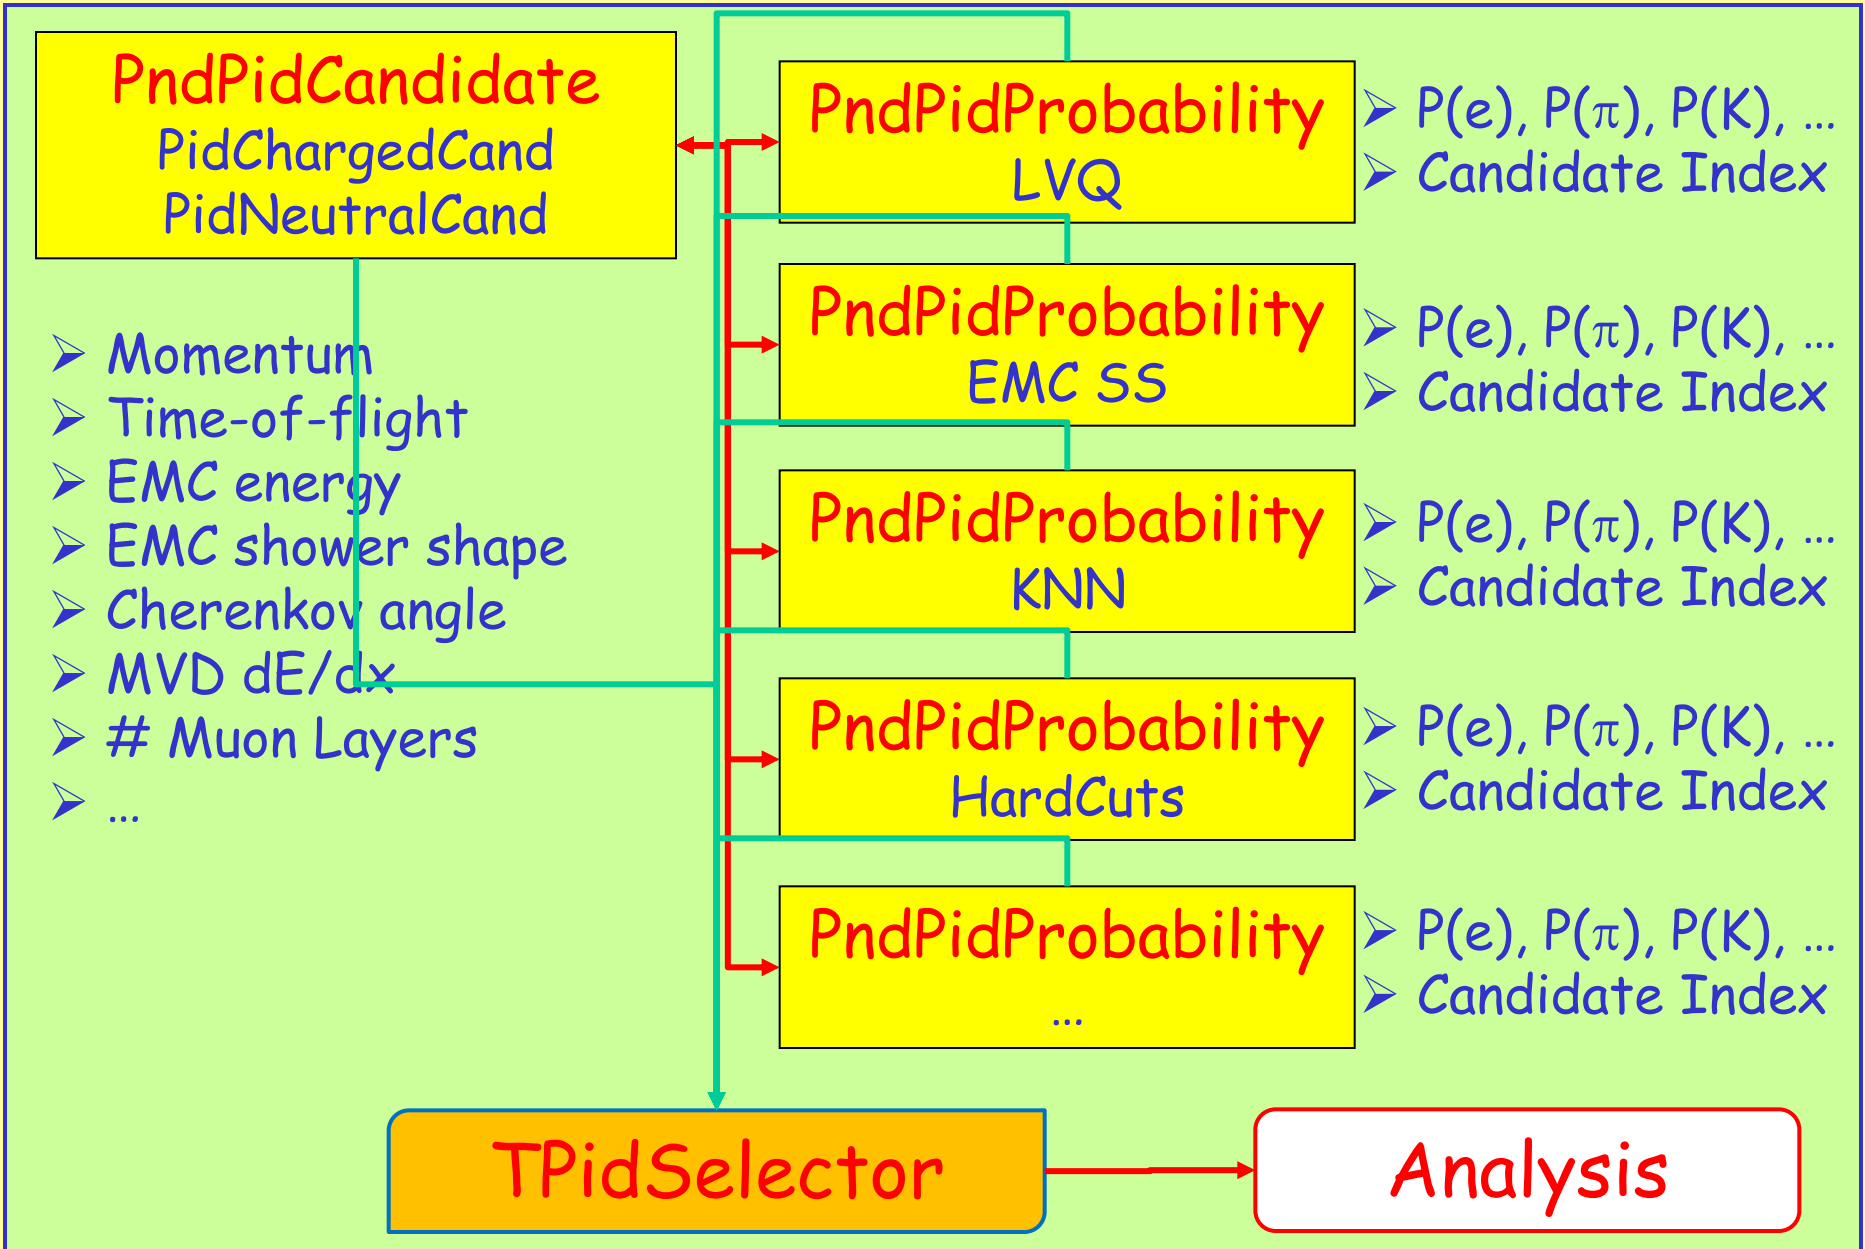 PndPidCandidate
PidChargedCand
PidNeutralCand
Momentum
Time-of-flight
EMC energy
EMC shower shape
Cherenkov angle
MVD dE/dx
# Muon Layers
...
PndPidProbability
LVQ
P(e), P(π), P(K), ...
Candidate Index
PndPidProbability
EMC SS
P(e), P(π), P(K), ...
Candidate Index
PndPidProbability
KNN
P(e), P(π), P(K), ...
Candidate Index
PndPidProbability
HardCuts
P(e), P(π), P(K), ...
Candidate Index
PndPidProbability
...
P(e), P(π), P(K), ...
Candidate Index
TPidSelector
Analysis